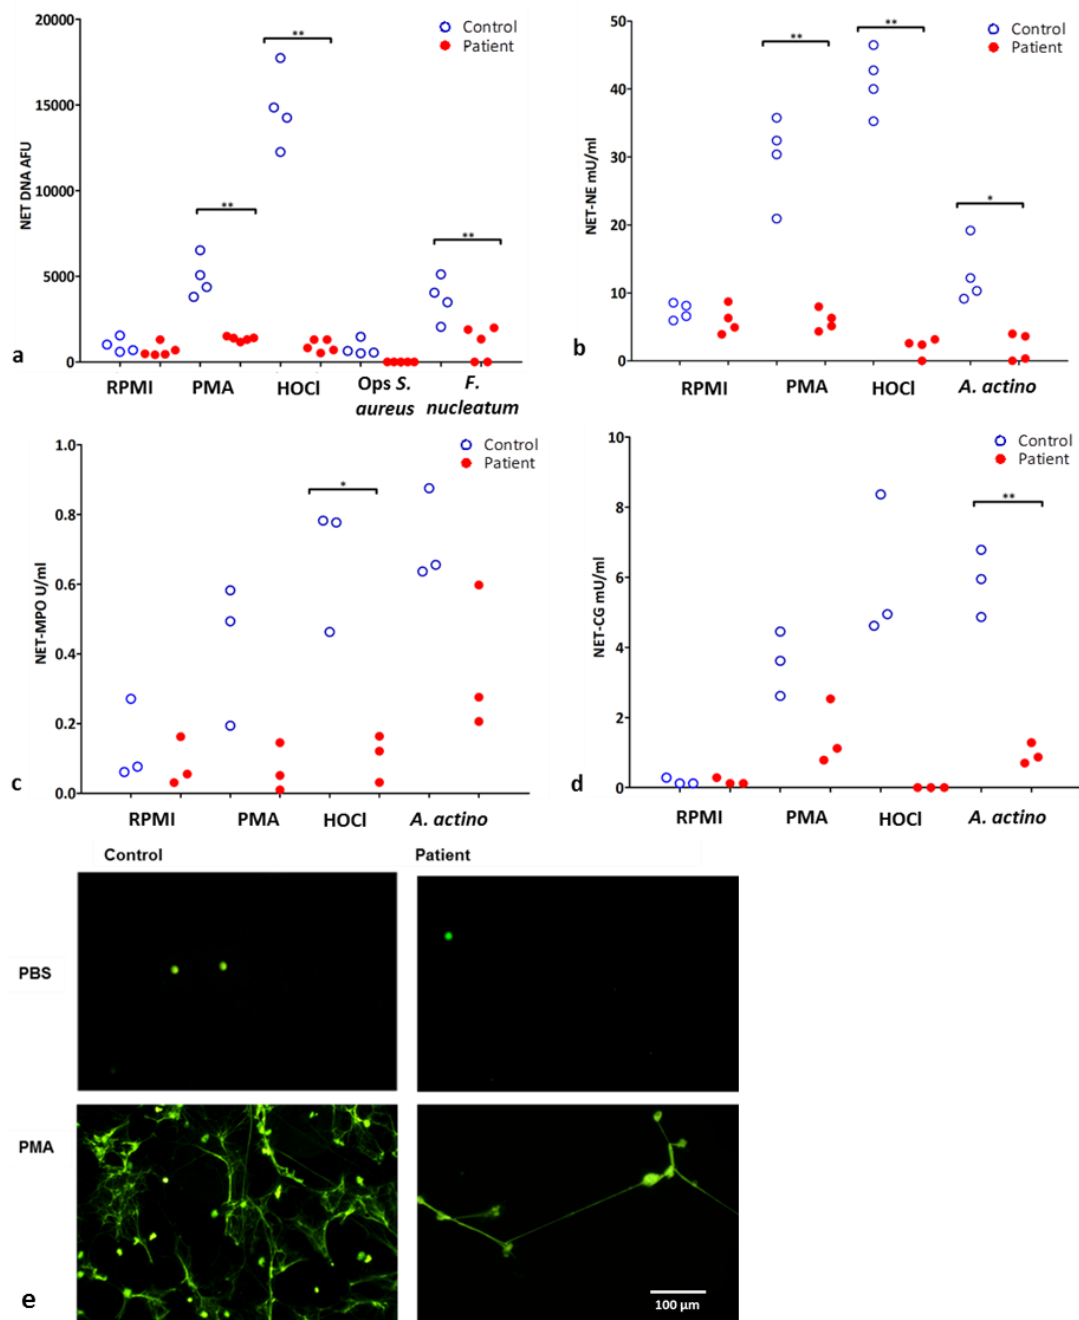 20000
15000
10000
5000
0
NET DNA AFU
Control
Patient
**
**
**
a
RPMI
PMA
HOCl
Ops S.
aureus
F.
nucleatum
50
40
30
20
10
0
NET-NE mU/ml
Control
Patient
**
**
*
b
RPMI
PMA
HOCl
A. actino
1.0
0.8
0.6
0.4
0.2
0.0
NET-MPO U/ml
Control
Patient
*
c
RPMI
PMA
HOCl
A. actino
10
8
6
4
2
0
NET-CG mU/ml
Control
Patient
**
d
RPMI
PMA
HOCl
A. actino
Control
Patient
PBS
PMA
100 µm
e